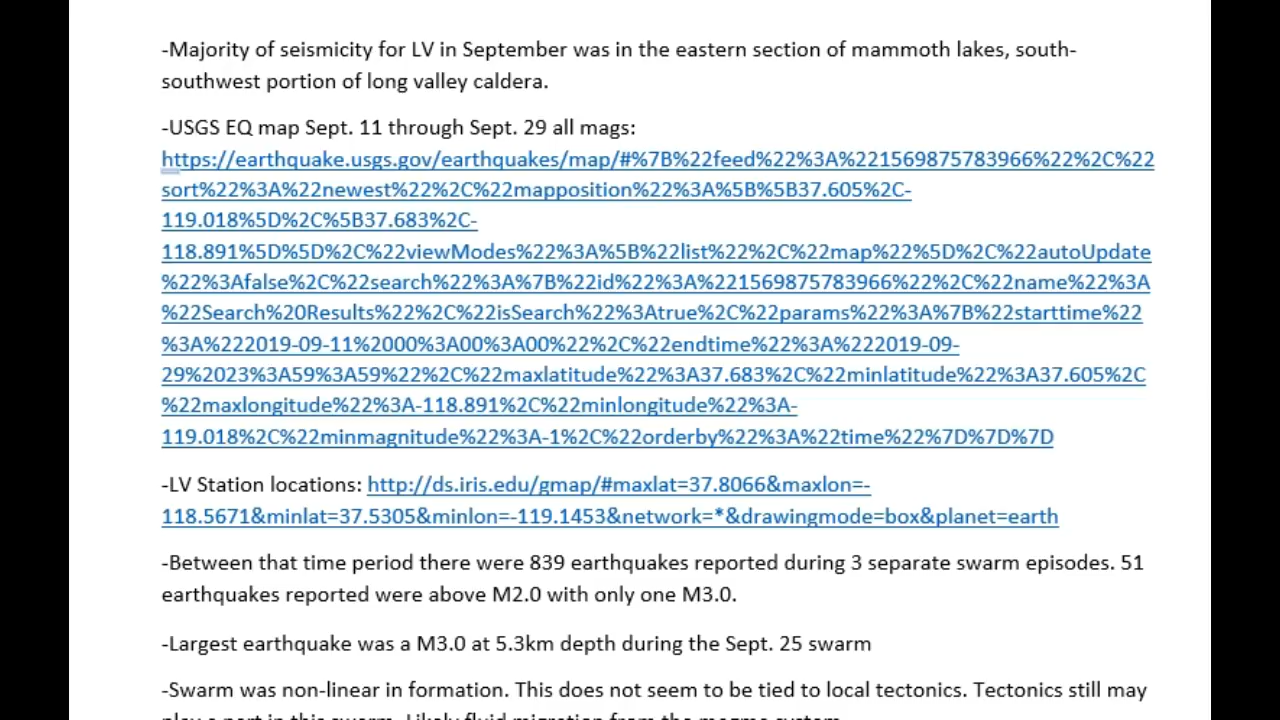 -Majority of seismicity for LV in September was in the eastern section of mammoth lakes, south-
southwest portion of long valley caldera.
-USGS EQ map Sept. 11 through Sept. 29 all mags:
https://earthquake.usgs.gov/earthquakes/map/#%7B%22feed%22%3A%221569875783966%22%2C%22
sort%22%3A%22newest%22%2C%22mapposition%22%3A%5B%5B37.605%2C-
119.018%5D%2C%5B37.683%2C-
118.891%5D%5D%2C%22viewModes%22%3A%5B%22list%22%2C%22map%22%5D%2C%22autoUpdate
%22%3Afalse%2C%22search%22%3A%7B%22id%22%3A%221569875783966%22%2C%22name%22%3A
%22Search%20Results%22%2C%22isSearch%22%3Atrue%2C%22params%22%3A%7B%22starttime%22
%3A%222019-09-11%2000%3A00%3A00%22%2C%22endtime%22%3A%222019-09-
29%2023%3A59%3A59%22%2C%22maxlatitude%22%3A37.683%2C%22minlatitude%22%3A37.605%2C
%22maxlongitude%22%3A-118.891%2C%22minlongitude%22%3A-
119.018%2C%22minmagnitude%22%3A-1%2C%22orderby%22%3A%22time%22%7D%7D%7D
-LV Station locations: http://ds.iris.edu/gmap/#maxlat=37.8066&maxlon=-
118.5671&minlat=37.5305&minlon=-119.1453&network=*&drawingmode=box&planet=earth
-Between that time period there were 839 earthquakes reported during 3 separate swarm episodes. 51
earthquakes reported were above M2.0 with only one M3.0.
-Largest earthquake was a M3.0 at 5.3km depth during the Sept. 25 swarm
-Swarm was non-linear in formation. This does not seem to be tied to local tectonics. Tectonics still may
play a part in this swarm. Likely fluid migration from the magma system